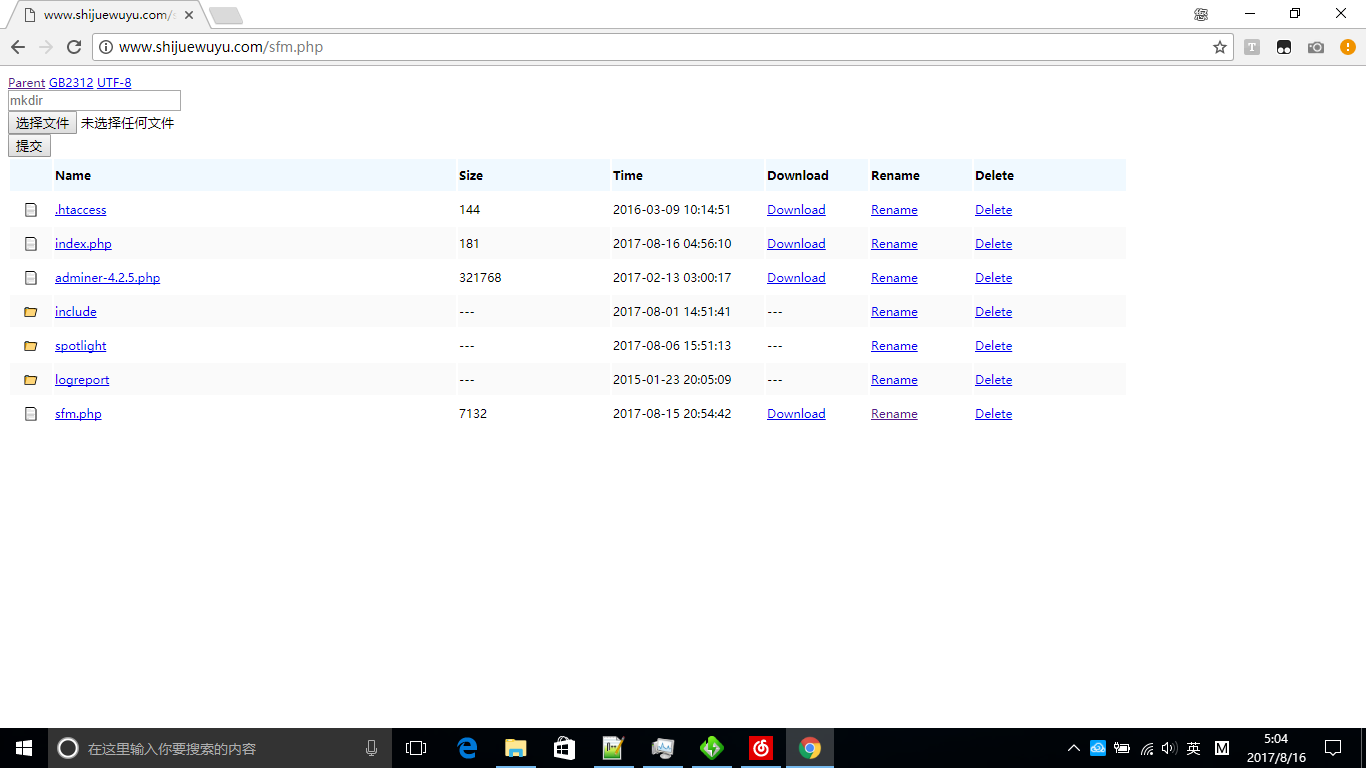 www.shijuewuyu.com/
www.shijuewuyu.com/sfm.php
Parent GB2312 UTF-8
mkdir
选择文件 未选择任何文件
提交
Name Size Time Download Rename Delete
.htaccess 144 2016-03-09 10:14:51 Download Rename Delete
index.php 181 2017-08-16 04:56:10 Download Rename Delete
adminer-4.2.5.php 321768 2017-02-13 03:00:17 Download Rename Delete
include --- 2017-08-01 14:51:41 --- Rename Delete
spotlight --- 2017-08-06 15:51:13 --- Rename Delete
logreport --- 2015-01-23 20:05:09 --- Rename Delete
sfm.php 7132 2017-08-15 20:54:42 Download Rename Delete
在这里输入你要搜索的内容
英 M 5:04
2017/8/16